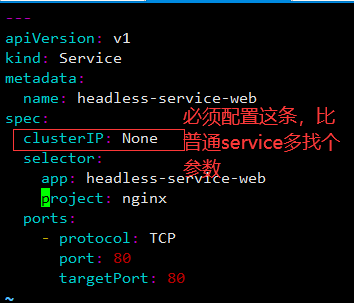 ---
apiVersion: v1
kind: Service
metadata:
  name: headless-service-web
spec:
  clusterIP: None
  selector:
    app: headless-service-web
    project: nginx
  ports:
    - protocol: TCP
      port: 80
      targetPort: 80
~
必须配置这条，比
普通service多找个
参数